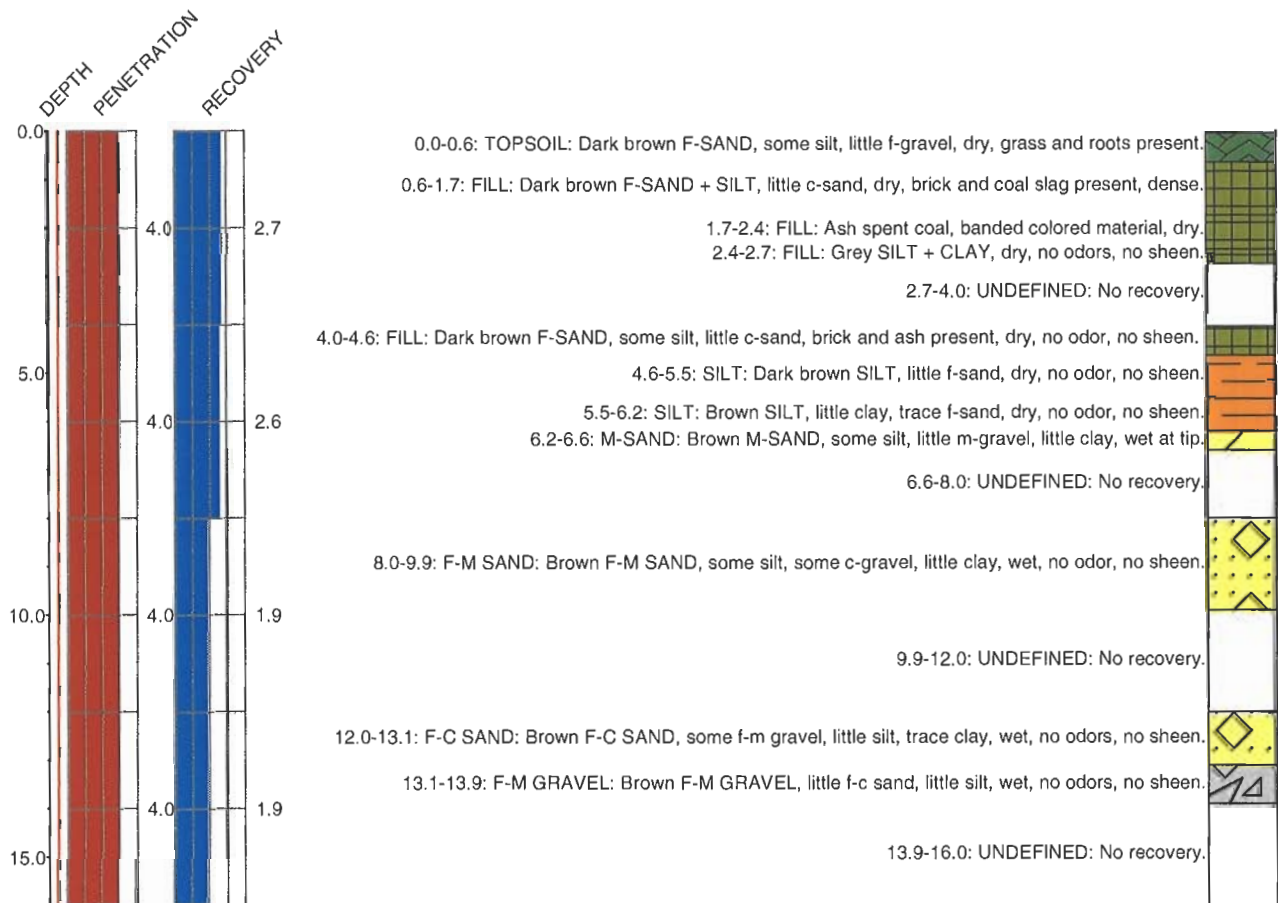 DEPTH
PENETRATION
RECOVERY
0.0
0.0-0.6: TOPSOIL: Dark brown F-SAND, some silt, little f-gravel, dry, grass and roots present.
0.6-1.7: FILL: Dark brown F-SAND + SILT, little c-sand, dry, brick and coal slag present, dense.
4.0
2.7
1.7-2.4: FILL: Ash spent coal, banded colored material, dry.
2.4-2.7: FILL: Grey SILT + CLAY, dry, no odors, no sheen.
2.7-4.0: UNDEFINED: No recovery.
4.0-4.6: FILL: Dark brown F-SAND, some silt, little c-sand, brick and ash present, dry, no odor, no sheen.
5.0
4.6-5.5: SILT: Dark brown SILT, little f-sand, dry, no odor, no sheen.
5.5-6.2: SILT: Brown SILT, little clay, trace f-sand, dry, no odor, no sheen.
4.0
2.6
6.2-6.6: M-SAND: Brown M-SAND, some silt, little m-gravel, little clay, wet at tip.
6.6-8.0: UNDEFINED: No recovery.
8.0-9.9: F-M SAND: Brown F-M SAND, some silt, some c-gravel, little clay, wet, no odor, no sheen.
10.0
4.0
1.9
9.9-12.0: UNDEFINED: No recovery.
12.0-13.1: F-C SAND: Brown F-C SAND, some f-m gravel, little silt, trace clay, wet, no odors, no sheen.
13.1-13.9: F-M GRAVEL: Brown F-M GRAVEL, little f-c sand, little silt, wet, no odors, no sheen.
4.0
1.9
15.0
13.9-16.0: UNDEFINED: No recovery.